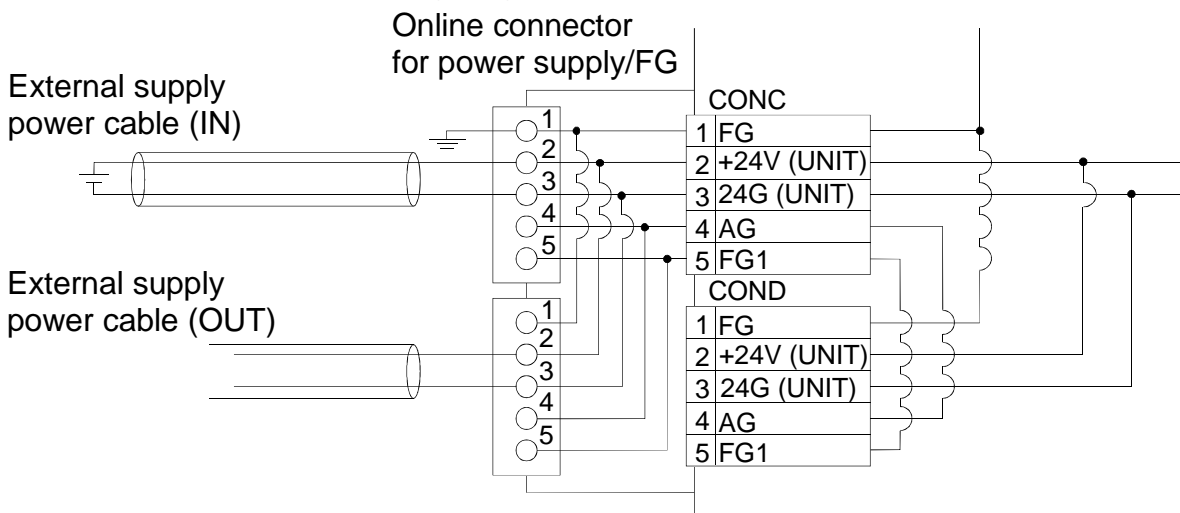 Online connector
for power supply/FG
External supply
power cable (IN)
1
2
3
4
5
CONC
1 FG
2 +24V (UNIT)
3 24G (UNIT)
4 AG
5 FG1
External supply
power cable (OUT)
1
2
3
4
5
COND
1 FG
2 +24V (UNIT)
3 24G (UNIT)
4 AG
5 FG1